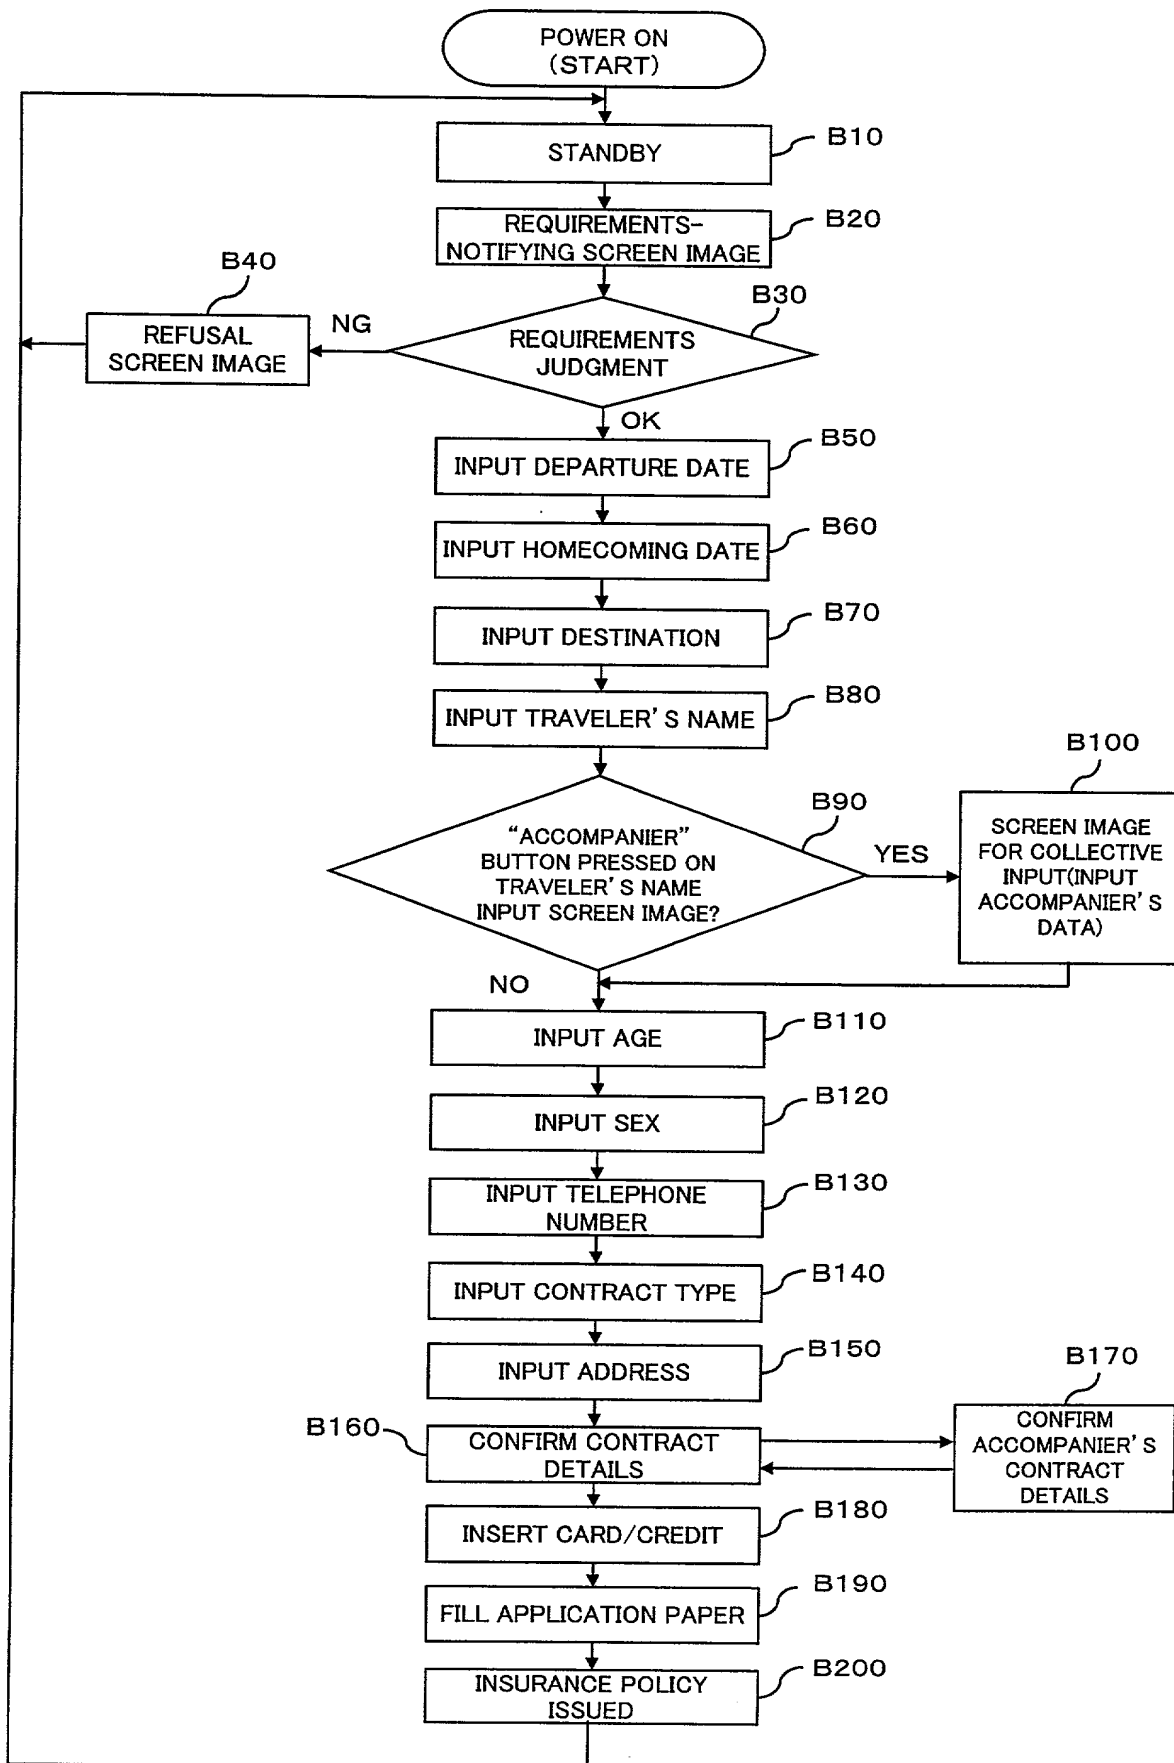 POWER ON
(START)
B10
STANDBY
B20
REQUIREMENTS-
NOTIFYING SCREEN IMAGE
B40
B30
REFUSAL
SCREEN IMAGE
NG
REQUIREMENTS
JUDGMENT
OK
B50
INPUT DEPARTURE DATE
B60
INPUT HOMECOMING DATE
B70
INPUT DESTINATION
B80
INPUT TRAVELER'S NAME
B100
B90
SCREEN IMAGE
FOR COLLECTIVE
INPUT(INPUT
ACCOMPANIER'S
DATA)
“ACCOMPANIER”
BUTTON PRESSED ON
TRAVELER'S NAME
INPUT SCREEN IMAGE?
YES
NO
B110
INPUT AGE
B120
INPUT SEX
B130
INPUT TELEPHONE
NUMBER
B140
INPUT CONTRACT TYPE
B150
INPUT ADDRESS
B170
B160
CONFIRM CONTRACT
DETAILS
CONFIRM
ACCOMPANIER'S
CONTRACT
DETAILS
B180
INSERT CARD/CREDIT
B190
FILL APPLICATION PAPER
B200
INSURANCE POLICY
ISSUED